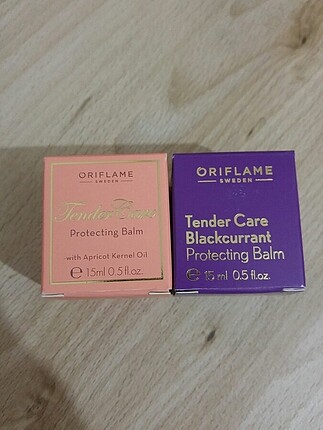 ORIFLAME
SWEDEN
Tender Care
Protecting Balm
with Apricot Kernel Oil
℮ 15ml 0.5 fl.oz.
ORIFLAME
SWEDEN
Tender Care
Blackcurrant
Protecting Balm
℮ 15 ml 0.5 fl.oz.